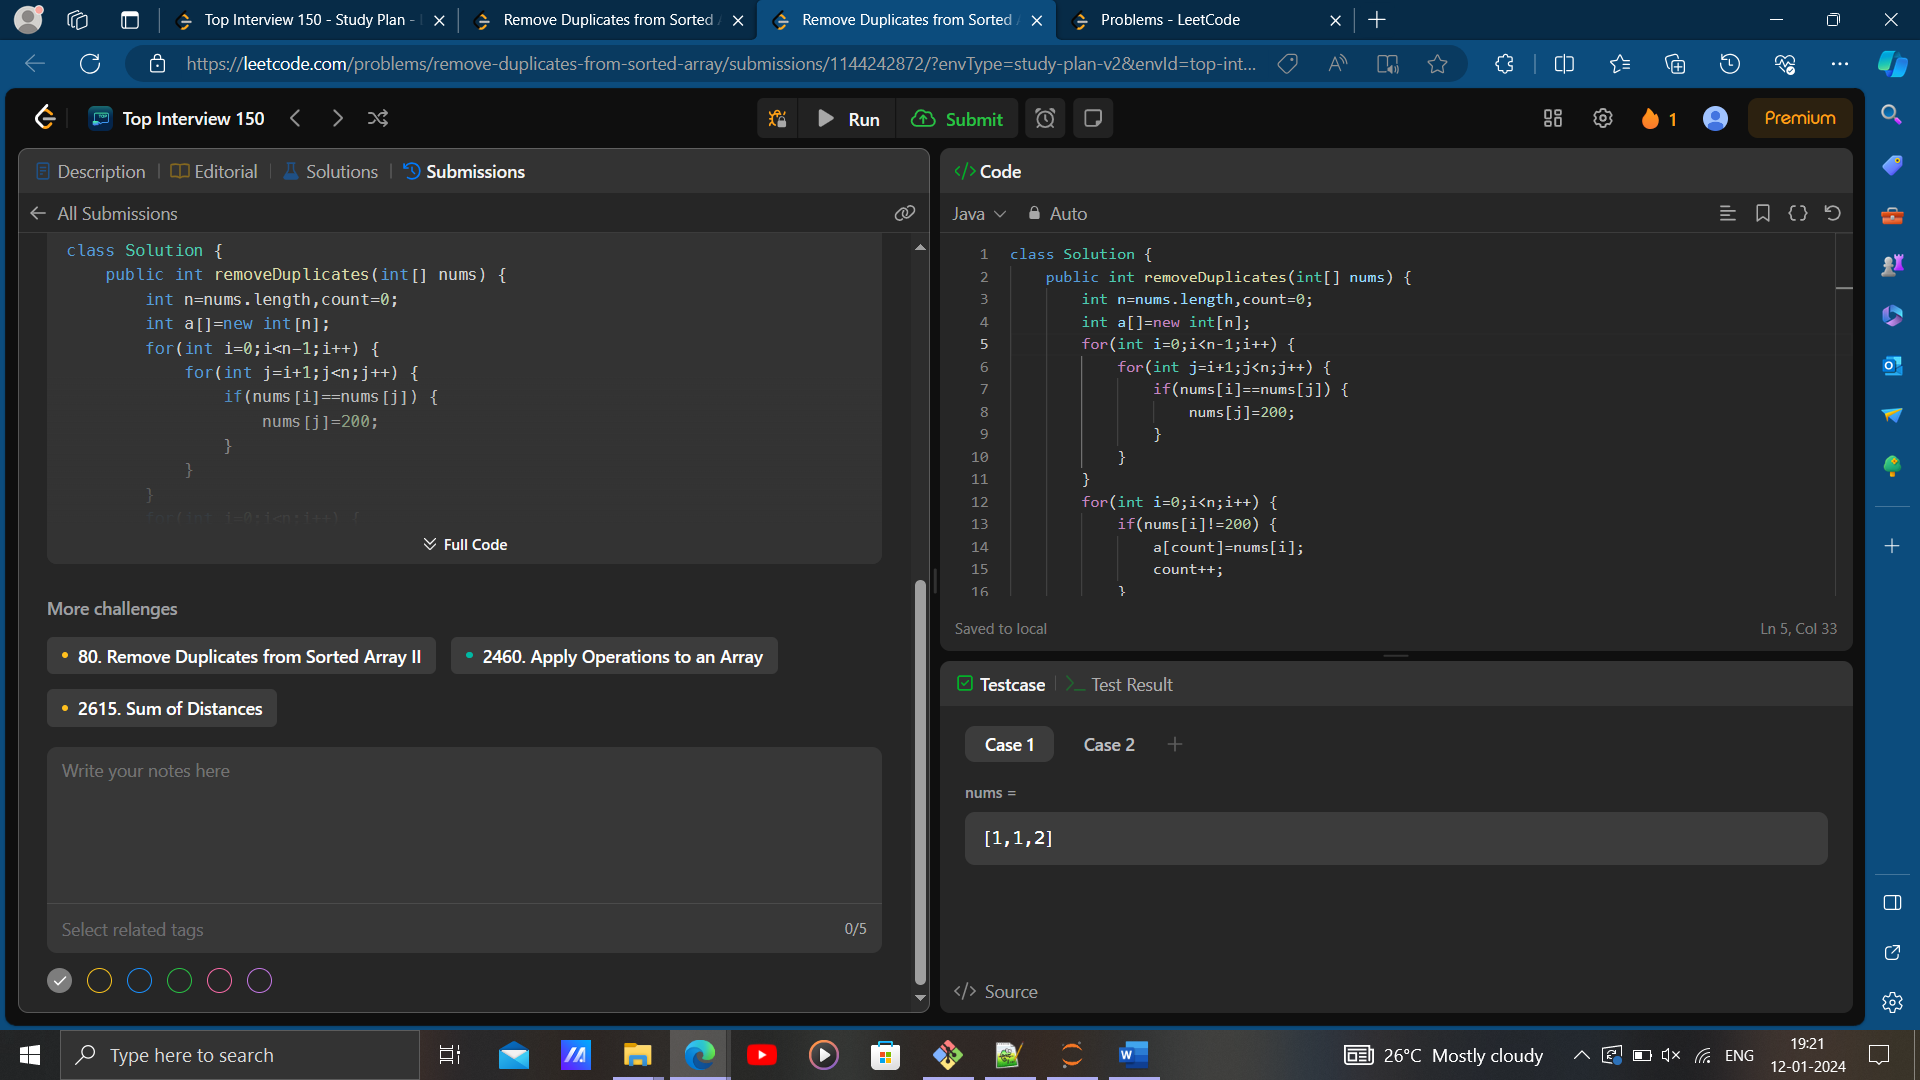 Top Interview 150 - Study Plan -
Remove Duplicates from Sorted
Remove Duplicates from Sorted
Problems - LeetCode
https://leetcode.com/problems/remove-duplicates-from-sorted-array/submissions/1144242872/?envType=study-plan-v2&envId=top-int...
Top Interview 150
Run
Submit
1
Premium
Description
Editorial
Solutions
Submissions
All Submissions
class Solution {
public int removeDuplicates(int[] nums) {
int n=nums.length,count=0;
int a[]=new int[n];
for(int i=0;i<n-1;i++) {
for(int j=i+1;j<n;j++) {
if(nums[i]==nums[j]) {
nums[j]=200;
}
}
}
for(int i=0;i<n;i++) {
Full Code
More challenges
80. Remove Duplicates from Sorted Array II
2460. Apply Operations to an Array
2615. Sum of Distances
Write your notes here
Select related tags
0/5
</> Code
Java
Auto
1 class Solution {
2 public int removeDuplicates(int[] nums) {
3 int n=nums.length,count=0;
4 int a[]=new int[n];
5 for(int i=0;i<n-1;i++) {
6 for(int j=i+1;j<n;j++) {
7 if(nums[i]==nums[j]) {
8 nums[j]=200;
9 }
10 }
11 }
12 for(int i=0;i<n;i++) {
13 if(nums[i]!=200) {
14 a[count]=nums[i];
15 count++;
16 }
Saved to local
Ln 5, Col 33
Testcase
Test Result
Case 1
Case 2
nums =
[1,1,2]
</> Source
Type here to search
26°C Mostly cloudy
ENG
19:21
12-01-2024